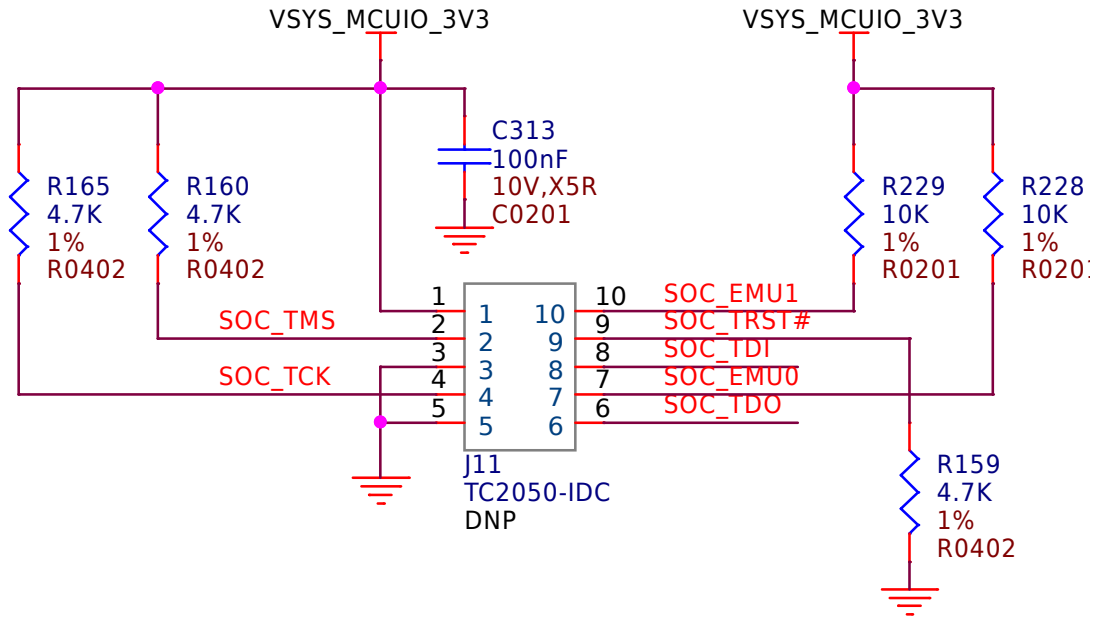 VSYS_MCUIO_3V3
VSYS_MCUIO_3V3
C313
100nF
10V,X5R
C0201
R165
4.7K
1%
R0402
R160
4.7K
1%
R0402
R229
10K
1%
R0201
R228
10K
1%
R0201
1
2
3
4
5
SOC_TMS
SOC_TCK
1 10
2 9
3 8
4 7
5 6
10
9
8
7
6
SOC_EMU1
SOC_TRST#
SOC_TDI
SOC_EMU0
SOC_TDO
J11
TC2050-IDC
DNP
R159
4.7K
1%
R0402